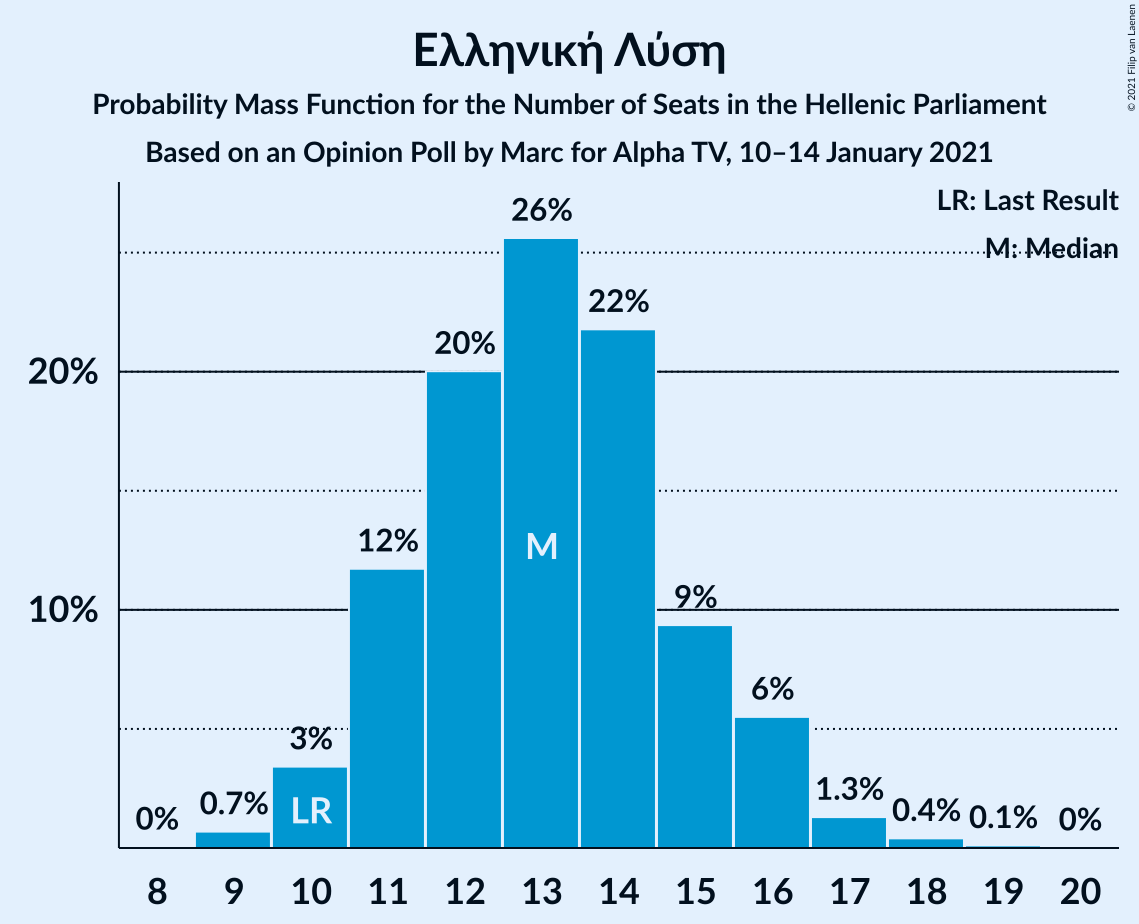 Ελληνική Λύση
Probability Mass Function for the Number of Seats in the Hellenic Parliament
Based on an Opinion Poll by Marc for Alpha TV, 10–14 January 2021
© 2021 Filip van Laenen
LR: Last Result
M: Median
26%
22%
20%
20%
12%
M
10%
9%
6%
3%
LR
0%
0.7%
1.3%
0.4%
0.1%
0%
8 9 10 11 12 13 14 15 16 17 18 19 20